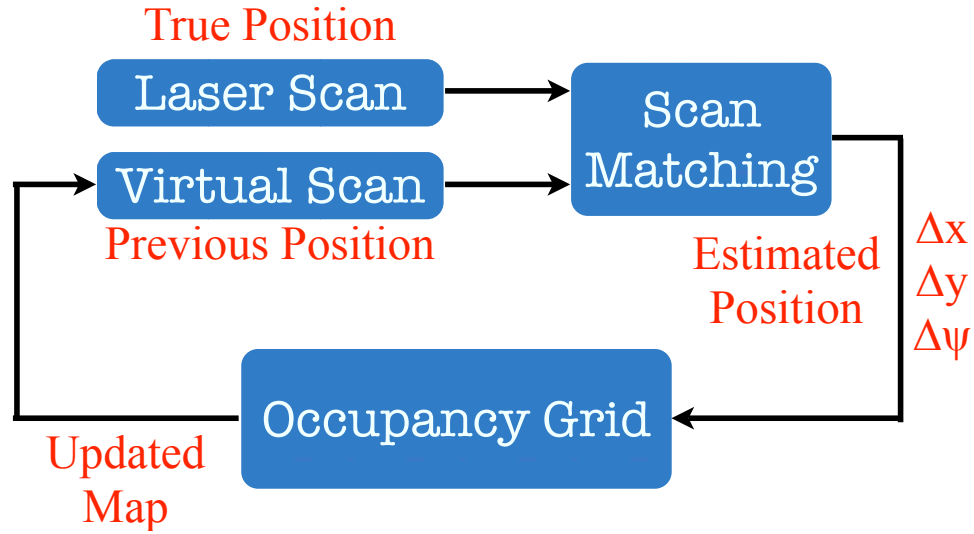 True Position
Laser Scan
Virtual Scan
Previous Position
Scan
Matching
Estimated
Position
Δx
Δy
Δψ
Occupancy Grid
Updated
Map